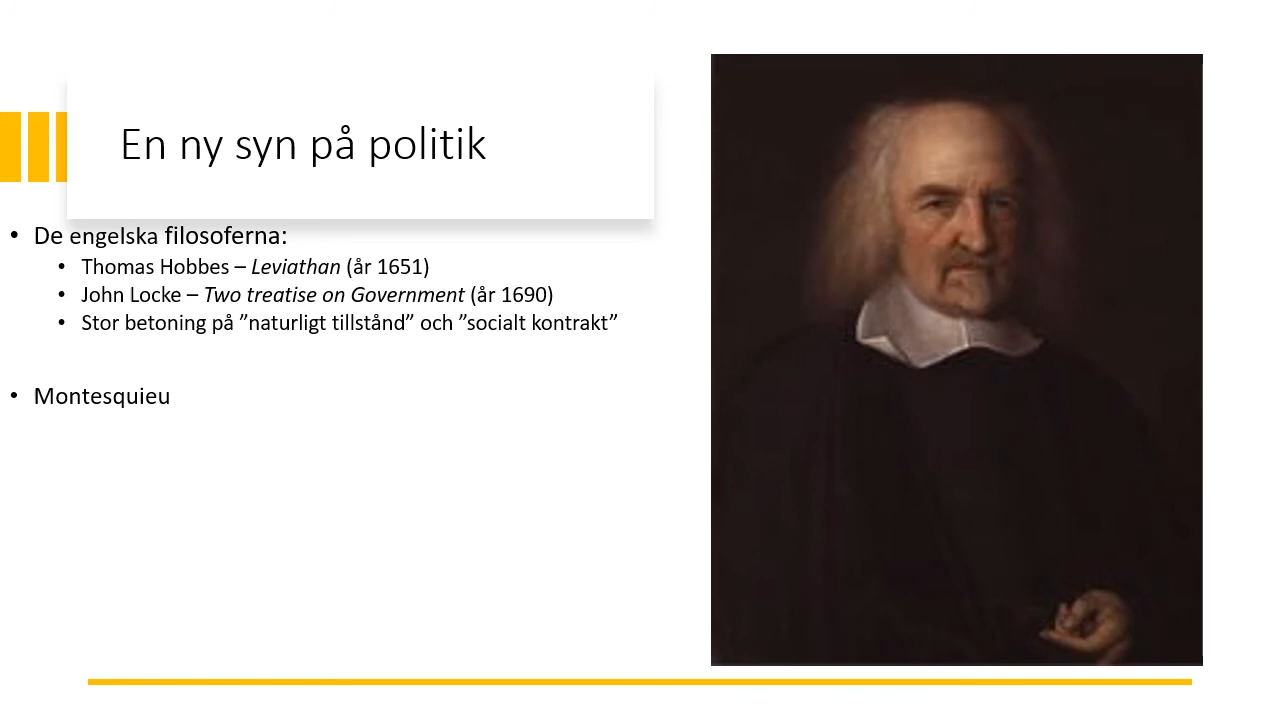 En ny syn på politik
• De engelska filosoferna:
• Thomas Hobbes – Leviathan (år 1651)
• John Locke – Two treatise on Government (år 1690)
• Stor betoning på ”naturligt tillstånd” och ”socialt kontrakt”
• Montesquieu